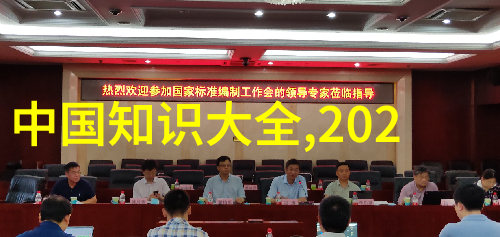 热烈欢迎参加国家标准编制工作会的领导专家莅临指导
中国知识大全,202